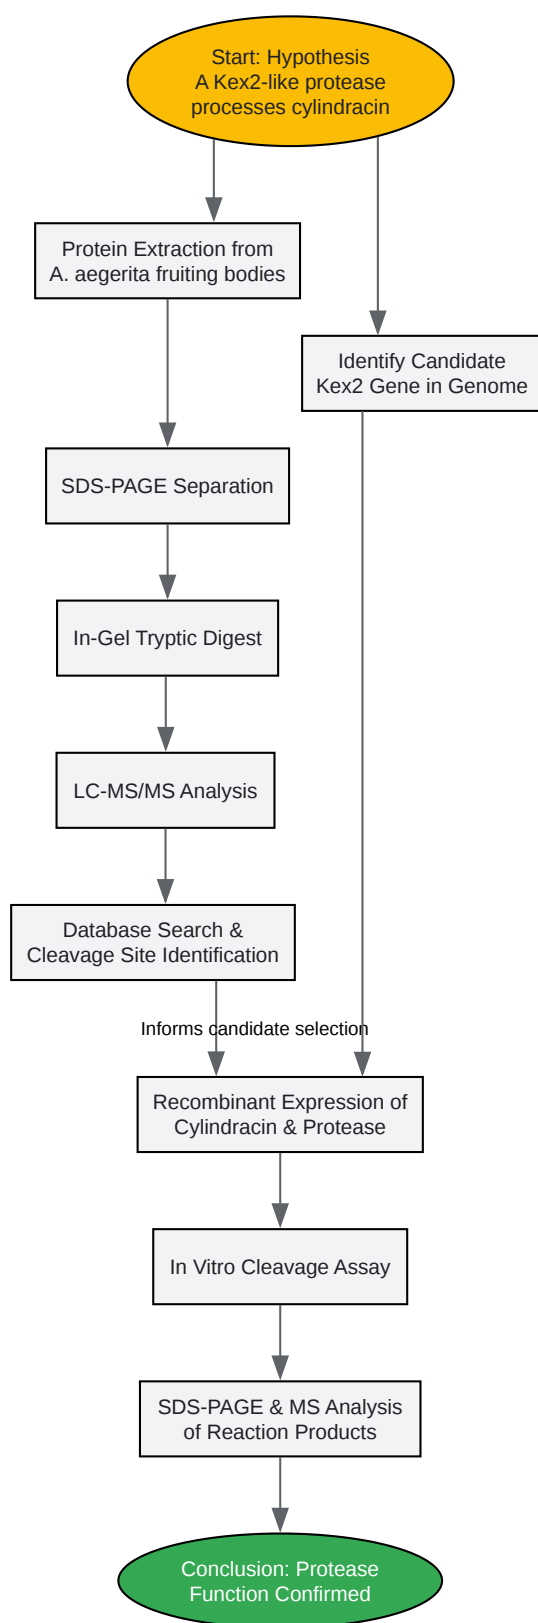 Start: Hypothesis
A Kex2-like protease
processes cylindracin
Protein Extraction from
A. aegerita fruiting bodies
Identify Candidate
Kex2 Gene in Genome
SDS-PAGE Separation
In-Gel Tryptic Digest
LC-MS/MS Analysis
Database Search &
Cleavage Site Identification
Informs candidate selection
Recombinant Expression of
Cylindracin & Protease
In Vitro Cleavage Assay
SDS-PAGE & MS Analysis
of Reaction Products
Conclusion: Protease
Function Confirmed